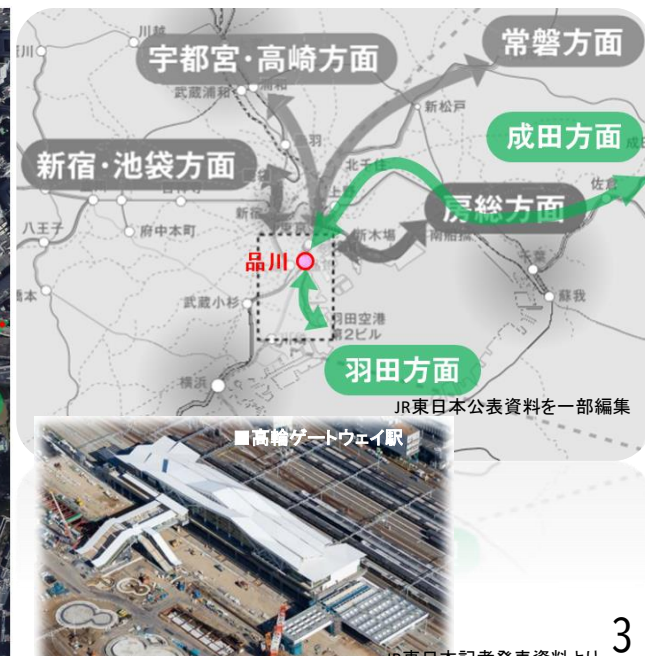 宇都宮・高崎方面
常磐方面
川越
武蔵浦和
浦和
新松戸
成田方面
新宿・池袋方面
北千住
佐倉
房総方面
八王子
府中本町
新木場
南船橋
千葉
品川
蘇我
武蔵小杉
羽田空港
第2ビル
横浜
羽田方面
JR東日本公表資料を一部編集
■高輪ゲートウェイ駅
JR東日本記者発表資料より
3